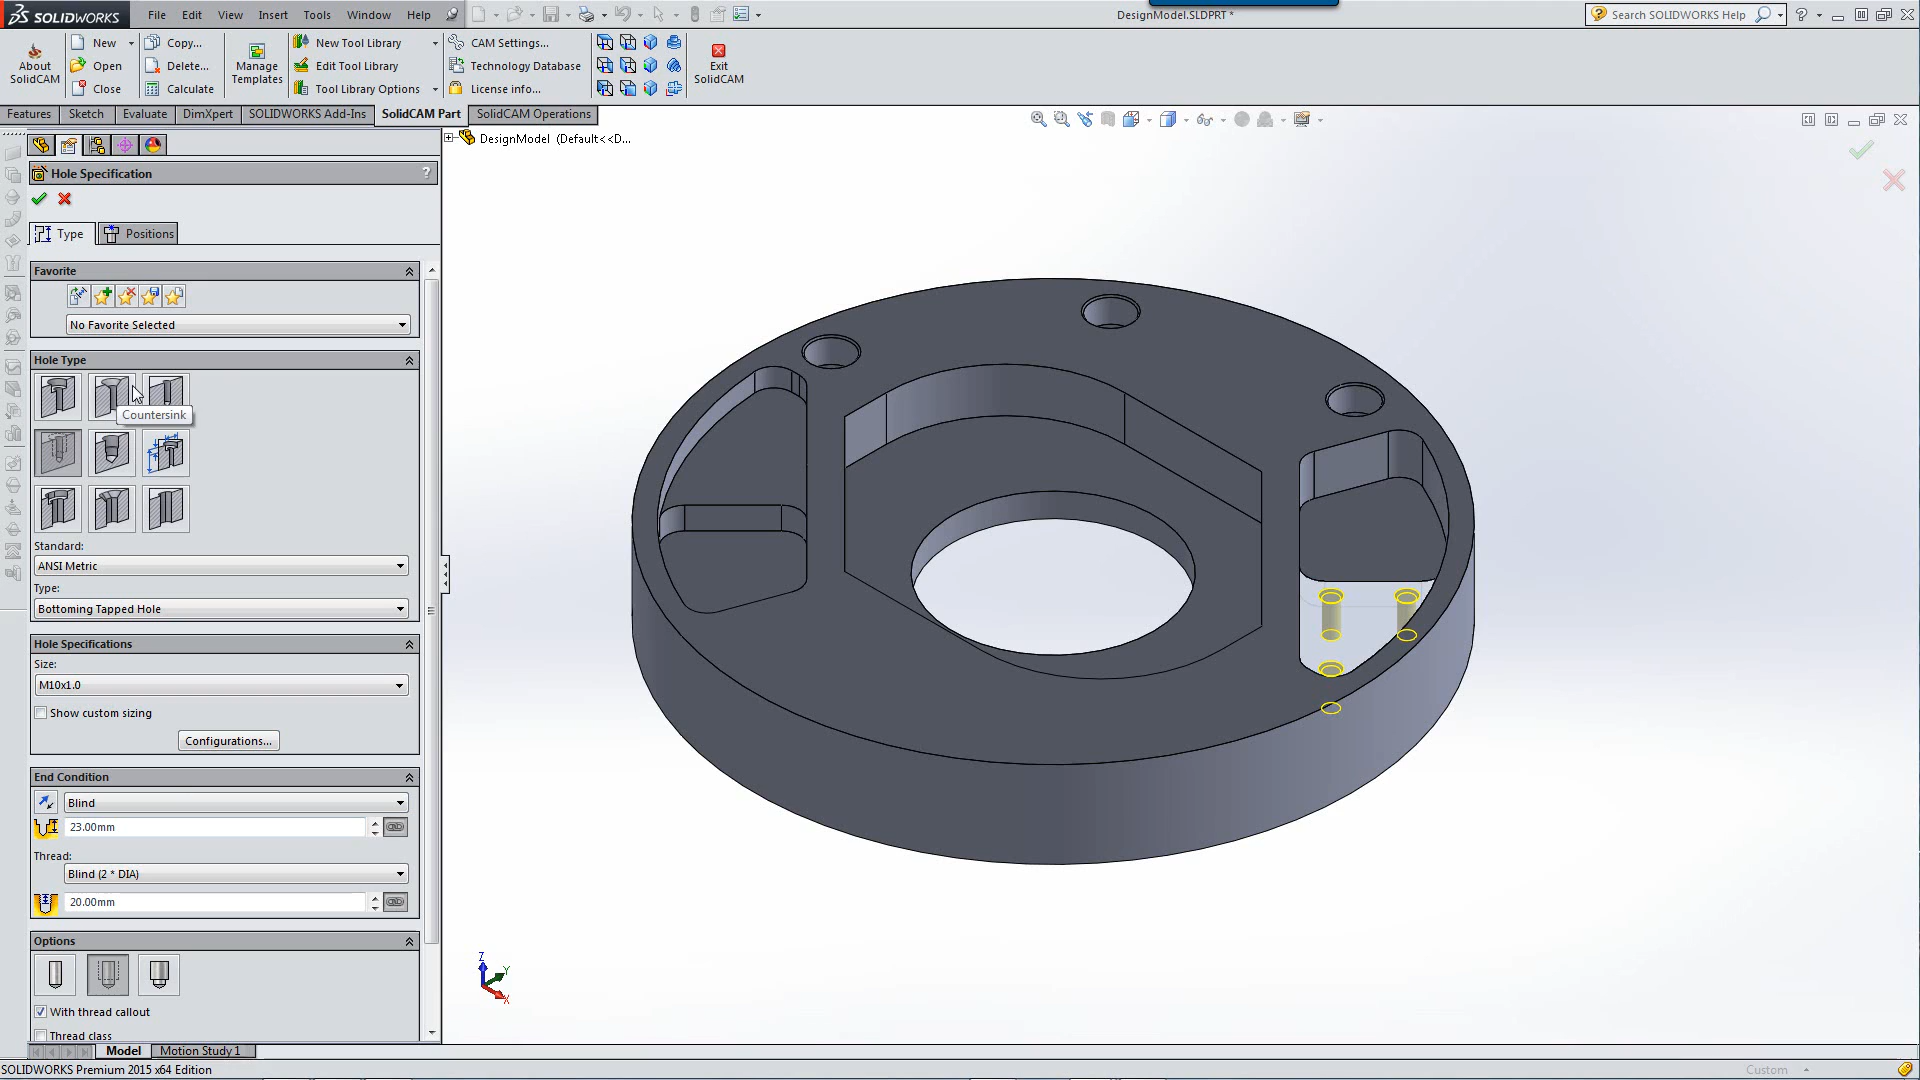 SOLIDWORKS File Edit View Insert Tools Window Help DesignModel.SLDPRT * Search SOLIDWORKS Help
New Copy... New Tool Library CAM Settings...
About SolidCAM Open Delete... Manage Templates Edit Tool Library Technology Database Exit SolidCAM
Close Calculate Tool Library Options License info...
Features Sketch Evaluate DimXpert SOLIDWORKS Add-Ins SolidCAM Part SolidCAM Operations
DesignModel (Default<<D...
Hole Specification ?
Type Positions
Favorite
No Favorite Selected
Hole Type
Countersink
Standard:
ANSI Metric
Type:
Bottoming Tapped Hole
Hole Specifications
Size:
M10x1.0
Show custom sizing
Configurations...
End Condition
Blind
23.00mm
Thread:
Blind (2 * DIA)
20.00mm
Options
With thread callout
Thread class
Z
Y
X
Model Motion Study 1
SOLIDWORKS Premium 2015 x64 Edition Custom